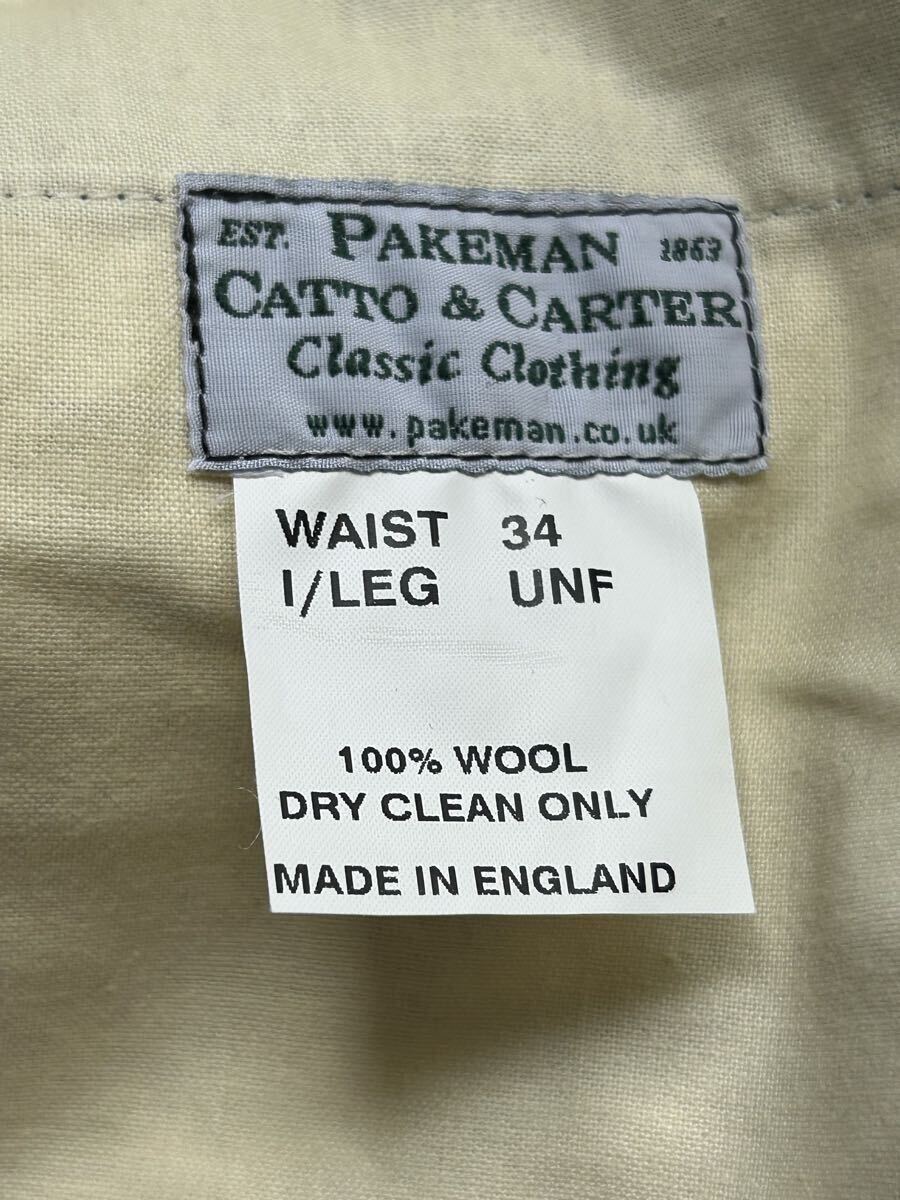 EST. PAKEMAN 1863
CATTO & CARTER
Classic Clothing
www.pakeman.co.uk
WAIST 34
I/LEG UNF
100% WOOL
DRY CLEAN ONLY
MADE IN ENGLAND